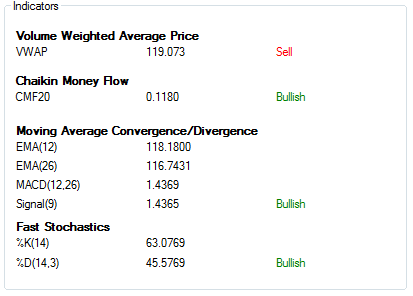 Indicators
Volume Weighted Average Price
VWAP 119.073 Sell
Chaikin Money Flow
CMF20 0.1180 Bullish
Moving Average Convergence/Divergence
EMA(12) 118.1800
EMA(26) 116.7431
MACD(12,26) 1.4369
Signal(9) 1.4365 Bullish
Fast Stochastics
%K(14) 63.0769
%D(14,3) 45.5769 Bullish